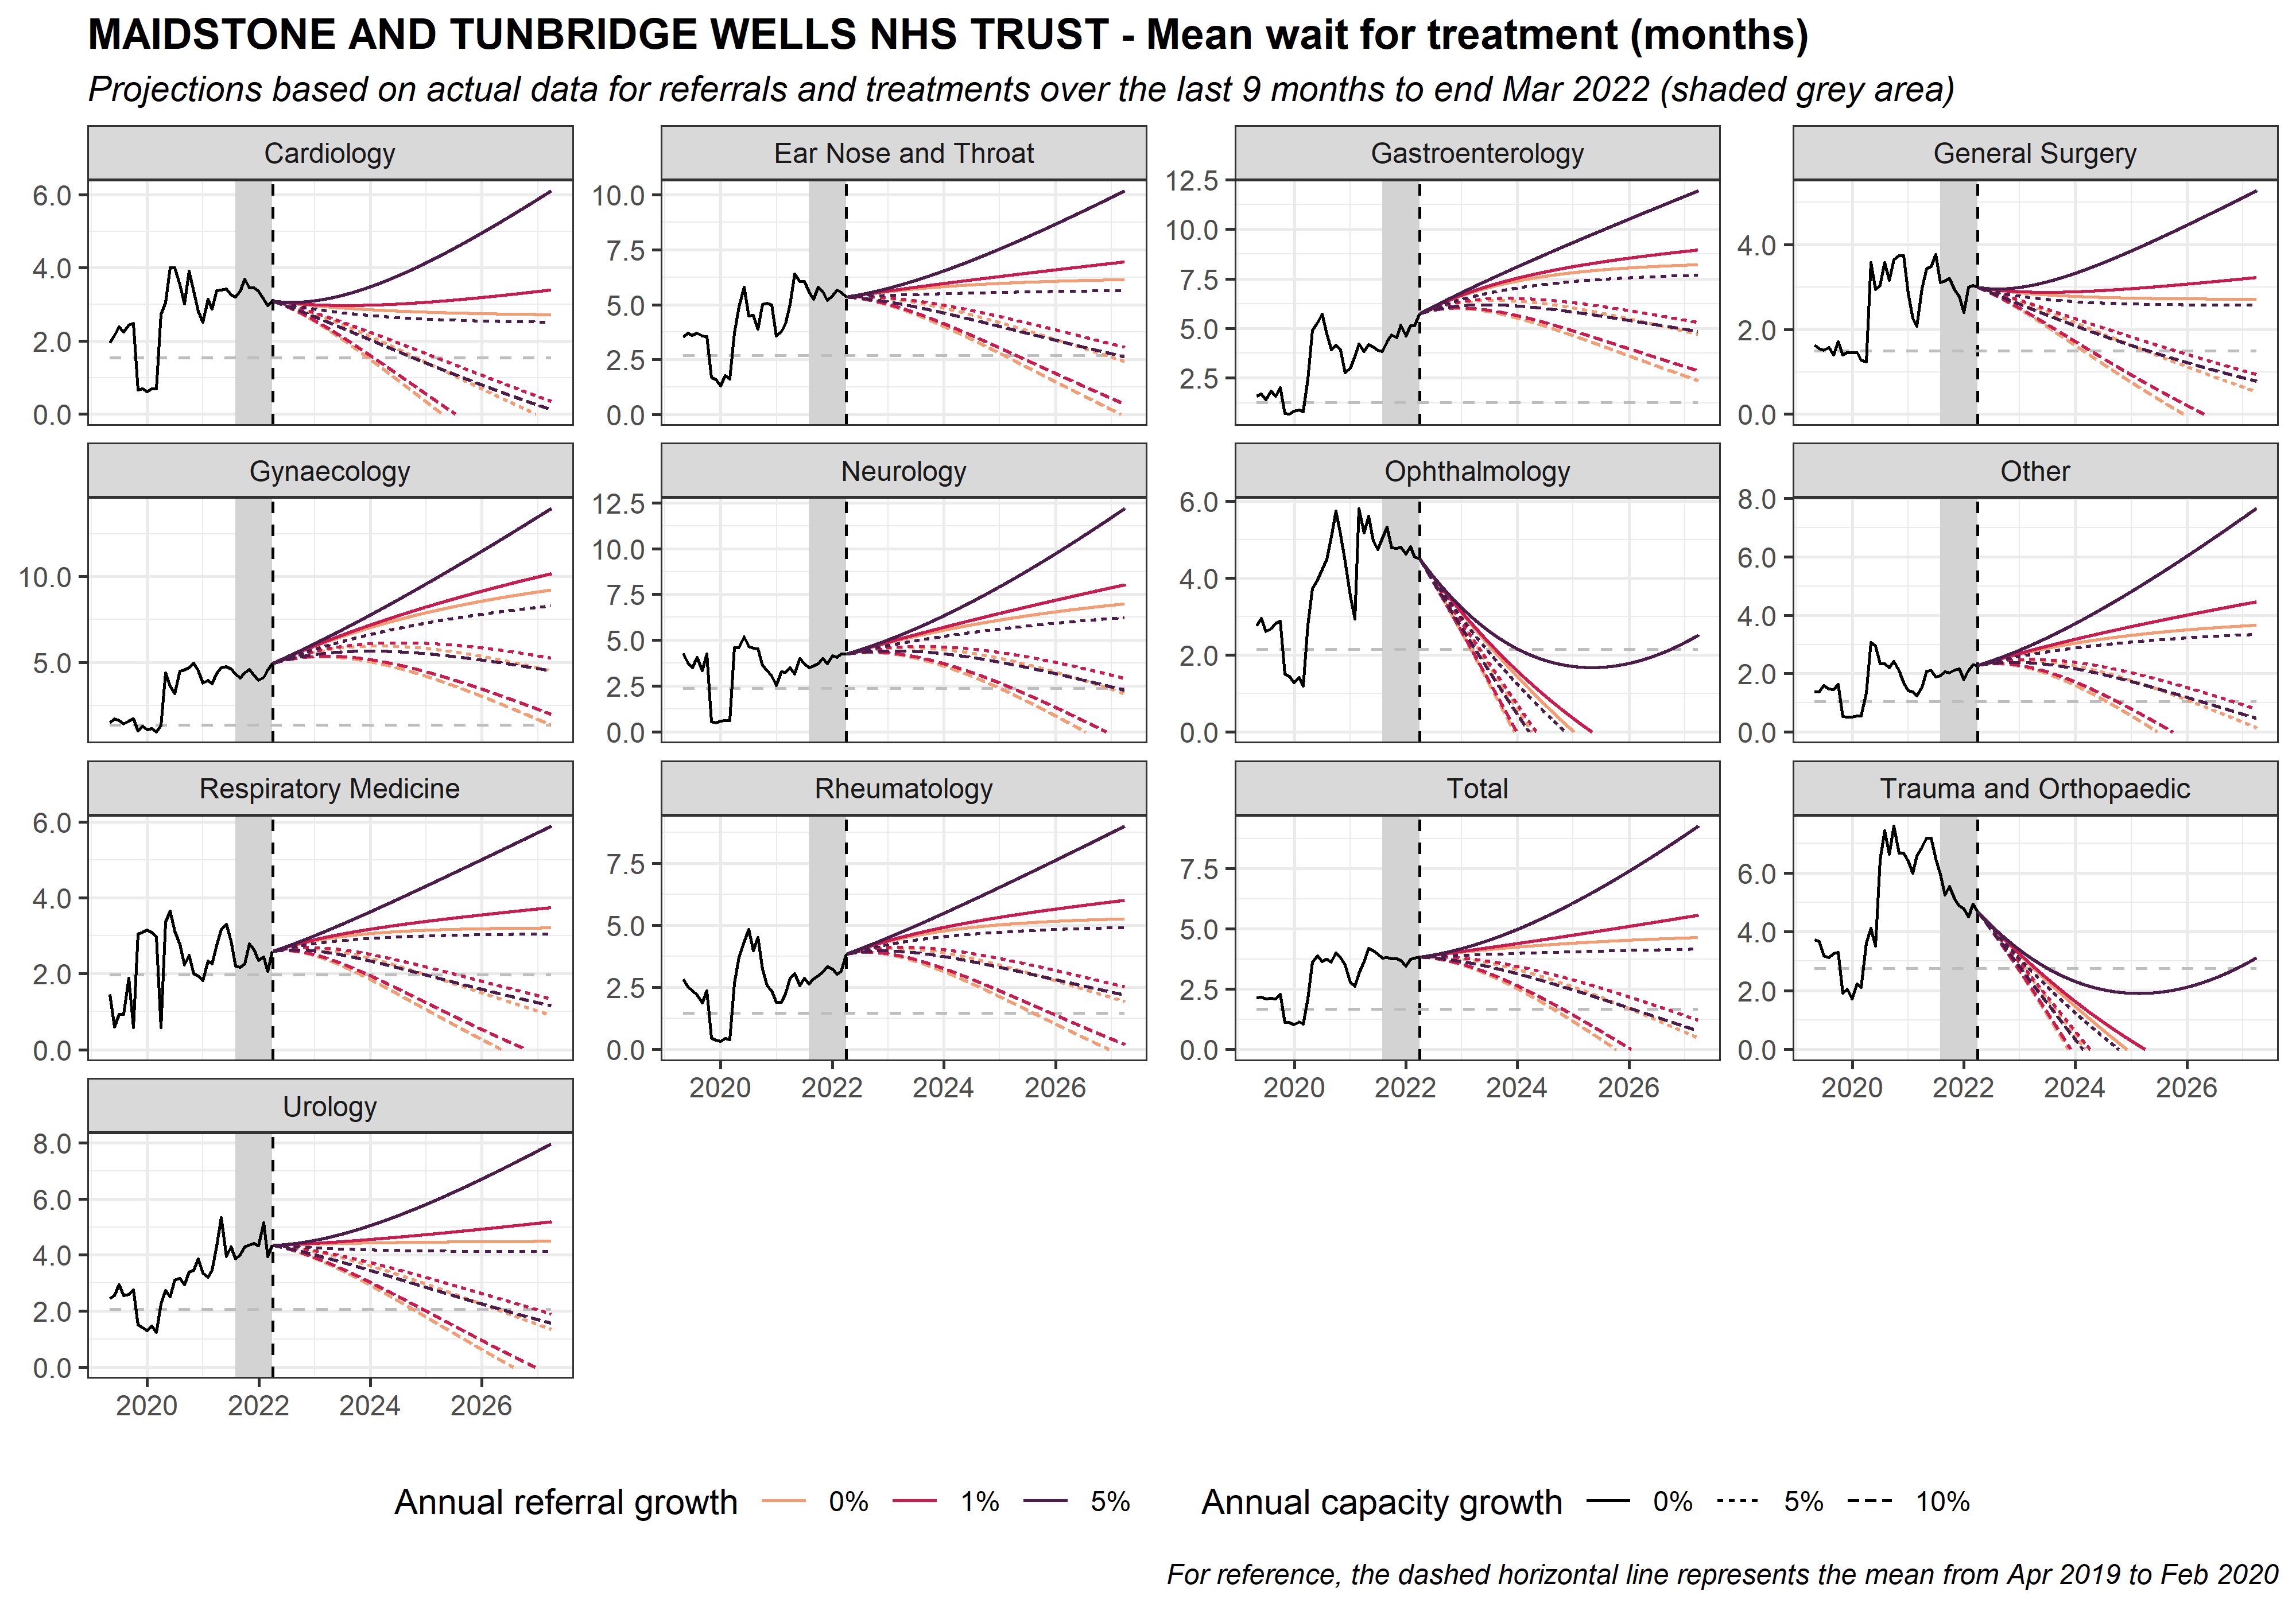 MAIDSTONE AND TUNBRIDGE WELLS NHS TRUST - Mean wait for treatment (months)
Projections based on actual data for referrals and treatments over the last 9 months to end Mar 2022 (shaded grey area)
Cardiology
6.0
4.0
2.0
0.0
Ear Nose and Throat
10.0
7.5
5.0
2.5
0.0
Gastroenterology
12.5
10.0
7.5
5.0
2.5
General Surgery
4.0
2.0
0.0
Gynaecology
10.0
5.0
Neurology
12.5
10.0
7.5
5.0
2.5
0.0
Ophthalmology
6.0
4.0
2.0
0.0
Other
8.0
6.0
4.0
2.0
0.0
Respiratory Medicine
6.0
4.0
2.0
0.0
Rheumatology
7.5
5.0
2.5
0.0
2020 2022 2024 2026
Total
7.5
5.0
2.5
0.0
2020 2022 2024 2026
Trauma and Orthopaedic
6.0
4.0
2.0
0.0
2020 2022 2024 2026
Urology
8.0
6.0
4.0
2.0
0.0
2020 2022 2024 2026
Annual referral growth 0% 1% 5% Annual capacity growth 0% 5% 10%
For reference, the dashed horizontal line represents the mean from Apr 2019 to Feb 2020